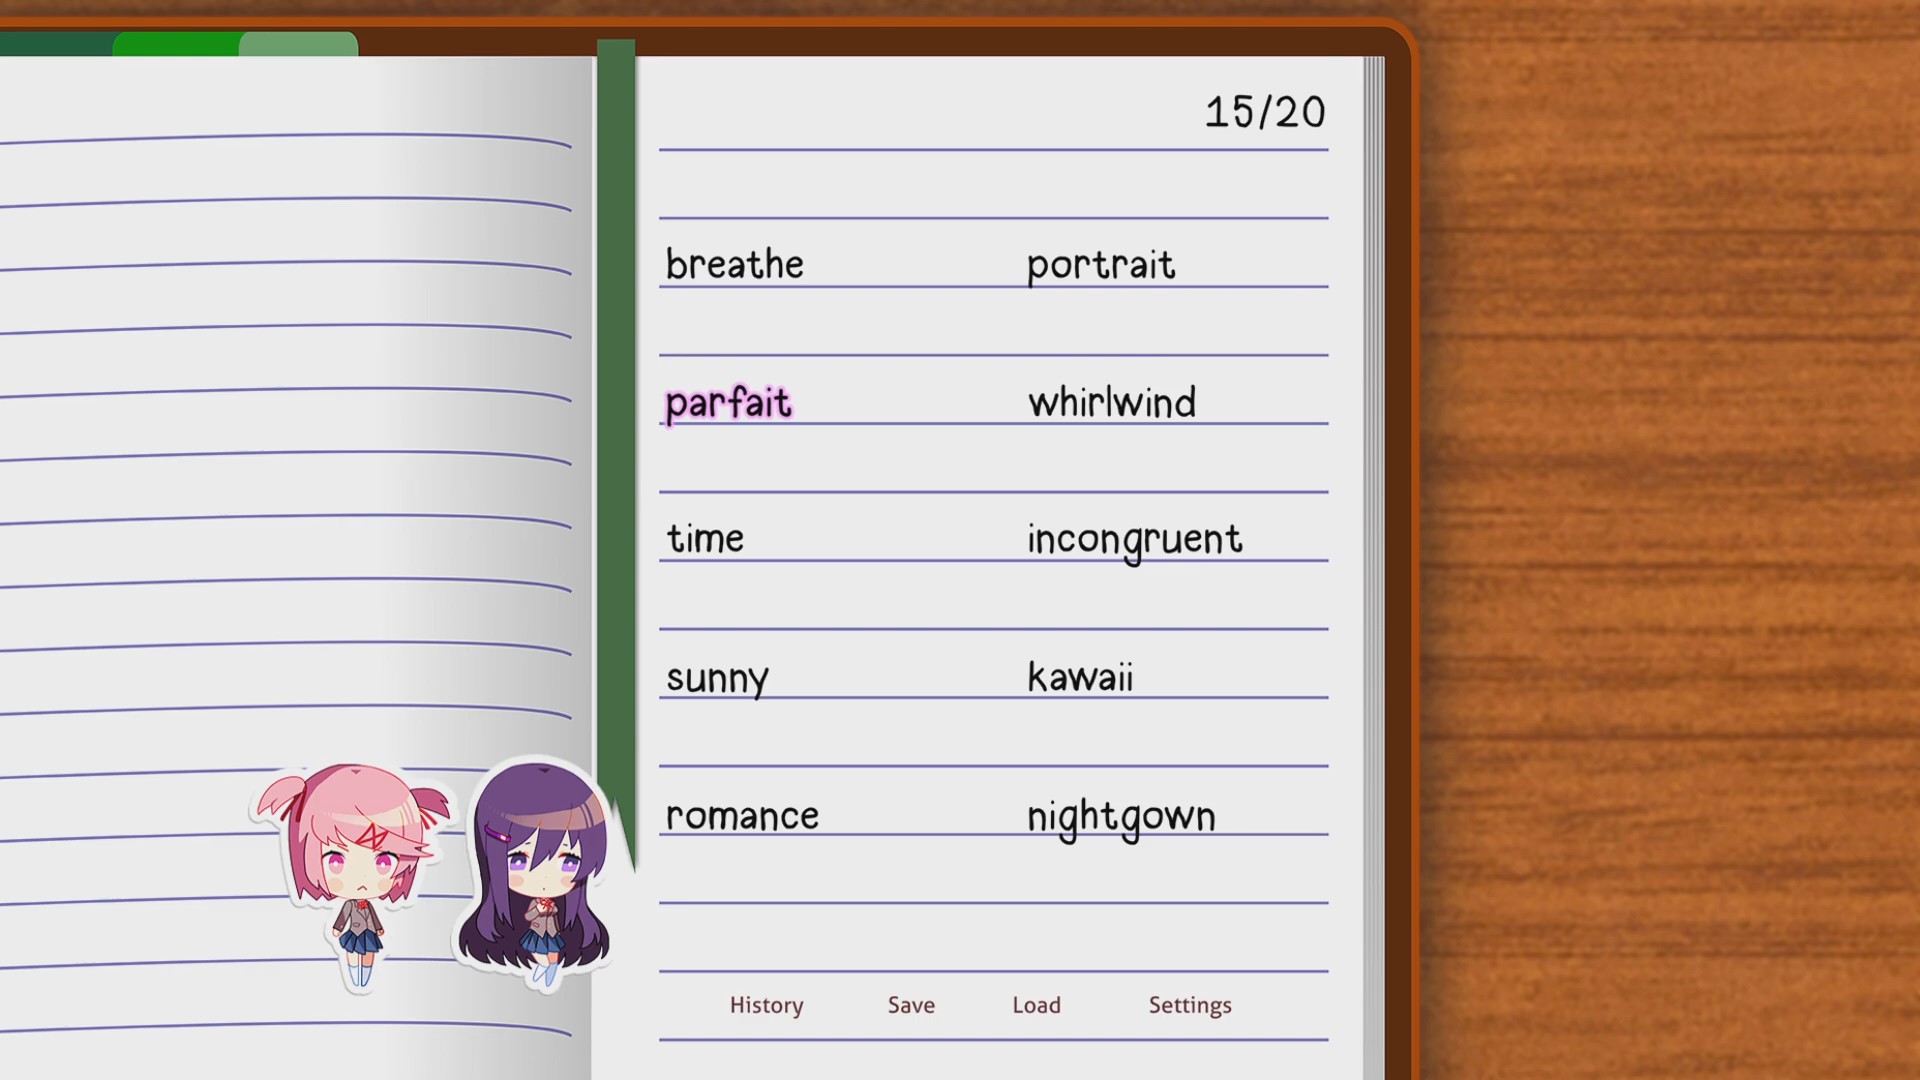 15/20
breathe portrait
parfait whirlwind
time incongruent
sunny kawaii
romance nightgown
History Save Load Settings